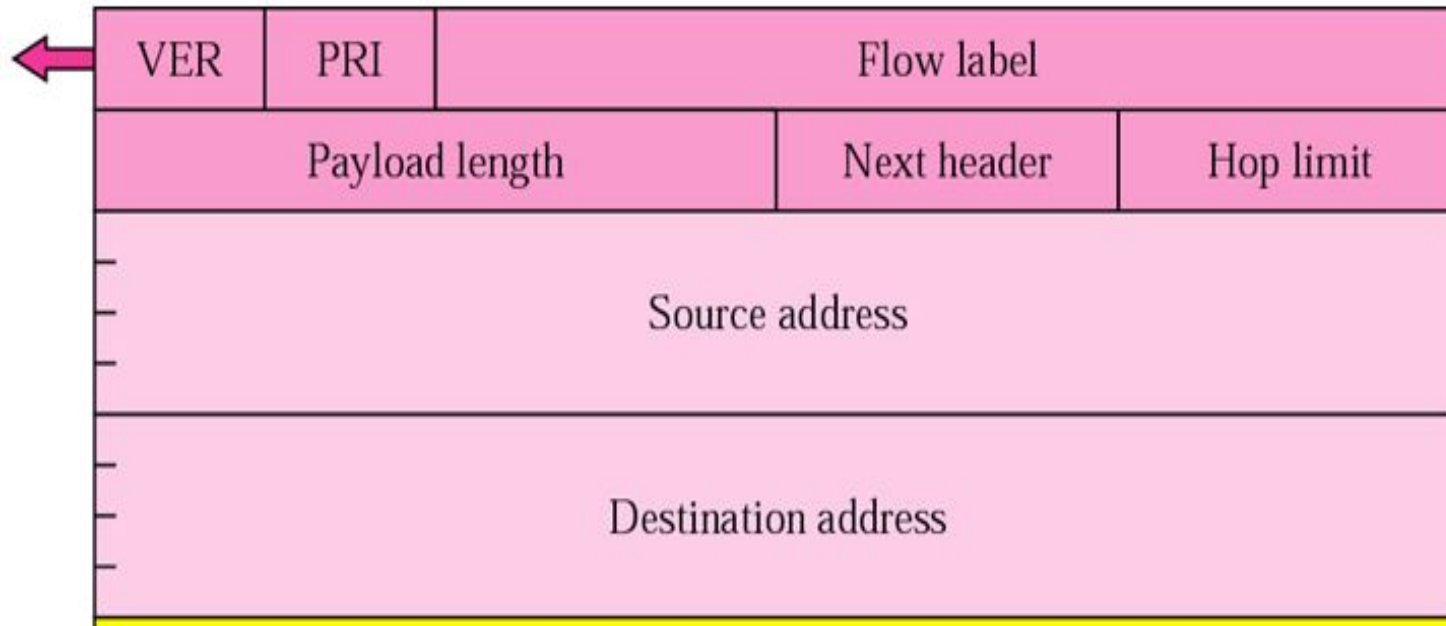 VER PRI Flow label
Payload length Next header Hop limit
Source address
Destination address